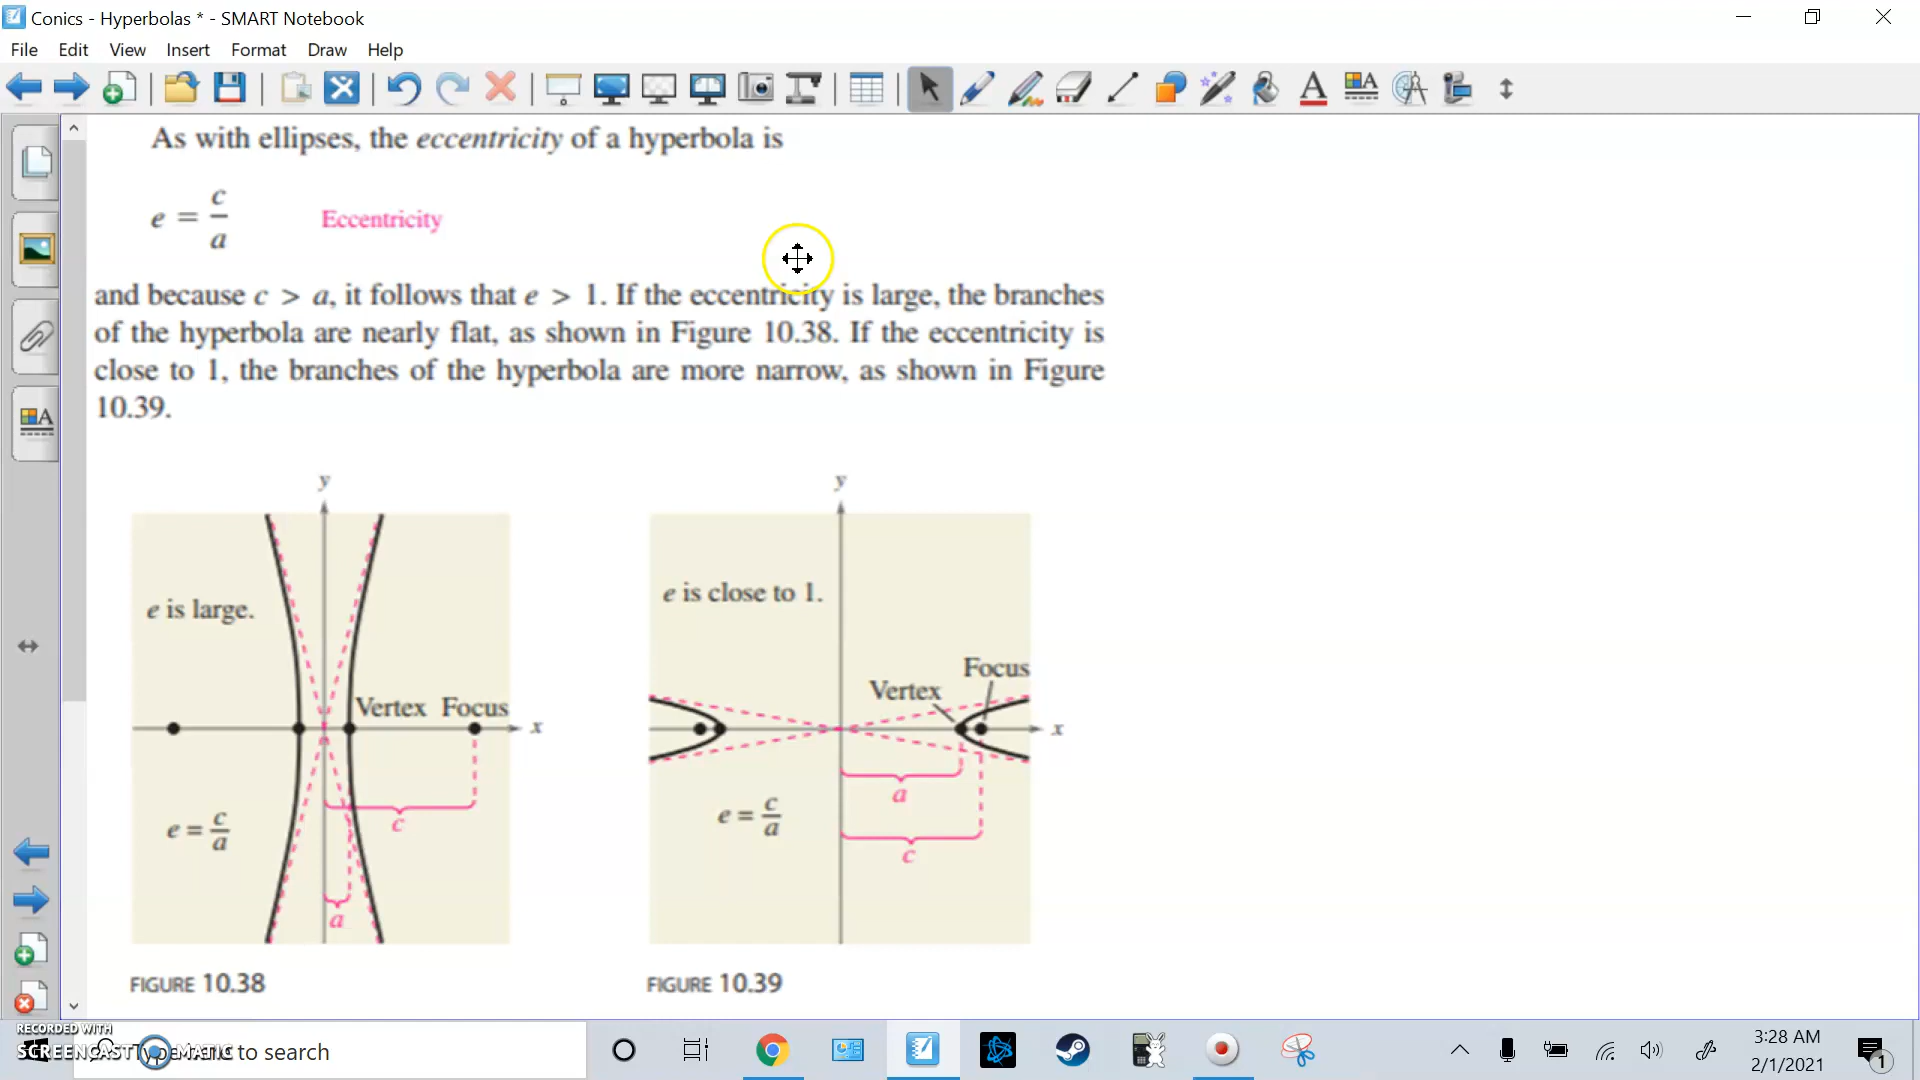 Conics - Hyperbolas * - SMART Notebook
File Edit View Insert Format Draw Help
As with ellipses, the eccentricity of a hyperbola is
e = c/a Eccentricity
and because c > a, it follows that e > 1. If the eccentricity is large, the branches
of the hyperbola are nearly flat, as shown in Figure 10.38. If the eccentricity is
close to 1, the branches of the hyperbola are more narrow, as shown in Figure
10.39.
y
e is large.
Vertex Focus
x
c
e = c/a
a
FIGURE 10.38
y
e is close to 1.
Focus
Vertex
x
a
e = c/a
c
FIGURE 10.39
RECORDED WITH
SCREENCAST MATIC
Type to search
3:28 AM
2/1/2021
1